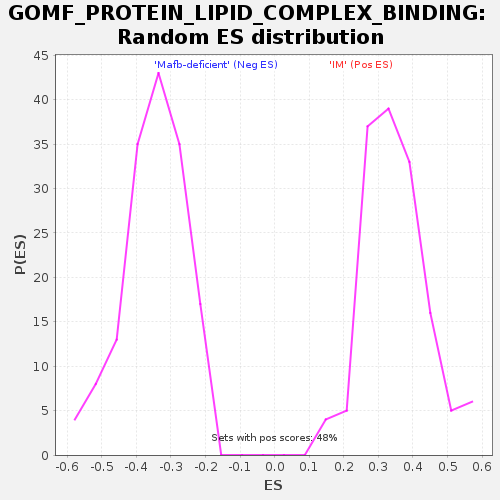 GOMF_PROTEIN_LIPID_COMPLEX_BINDING:
Random ES distribution
'Mafb-deficient' (Neg ES)
'IM' (Pos ES)
45
40
35
30
25
20
15
10
5
0
P(ES)
Sets with pos scores: 48%
-0.6 -0.5 -0.4 -0.3 -0.2 -0.1 0.0 0.1 0.2 0.3 0.4 0.5 0.6
ES